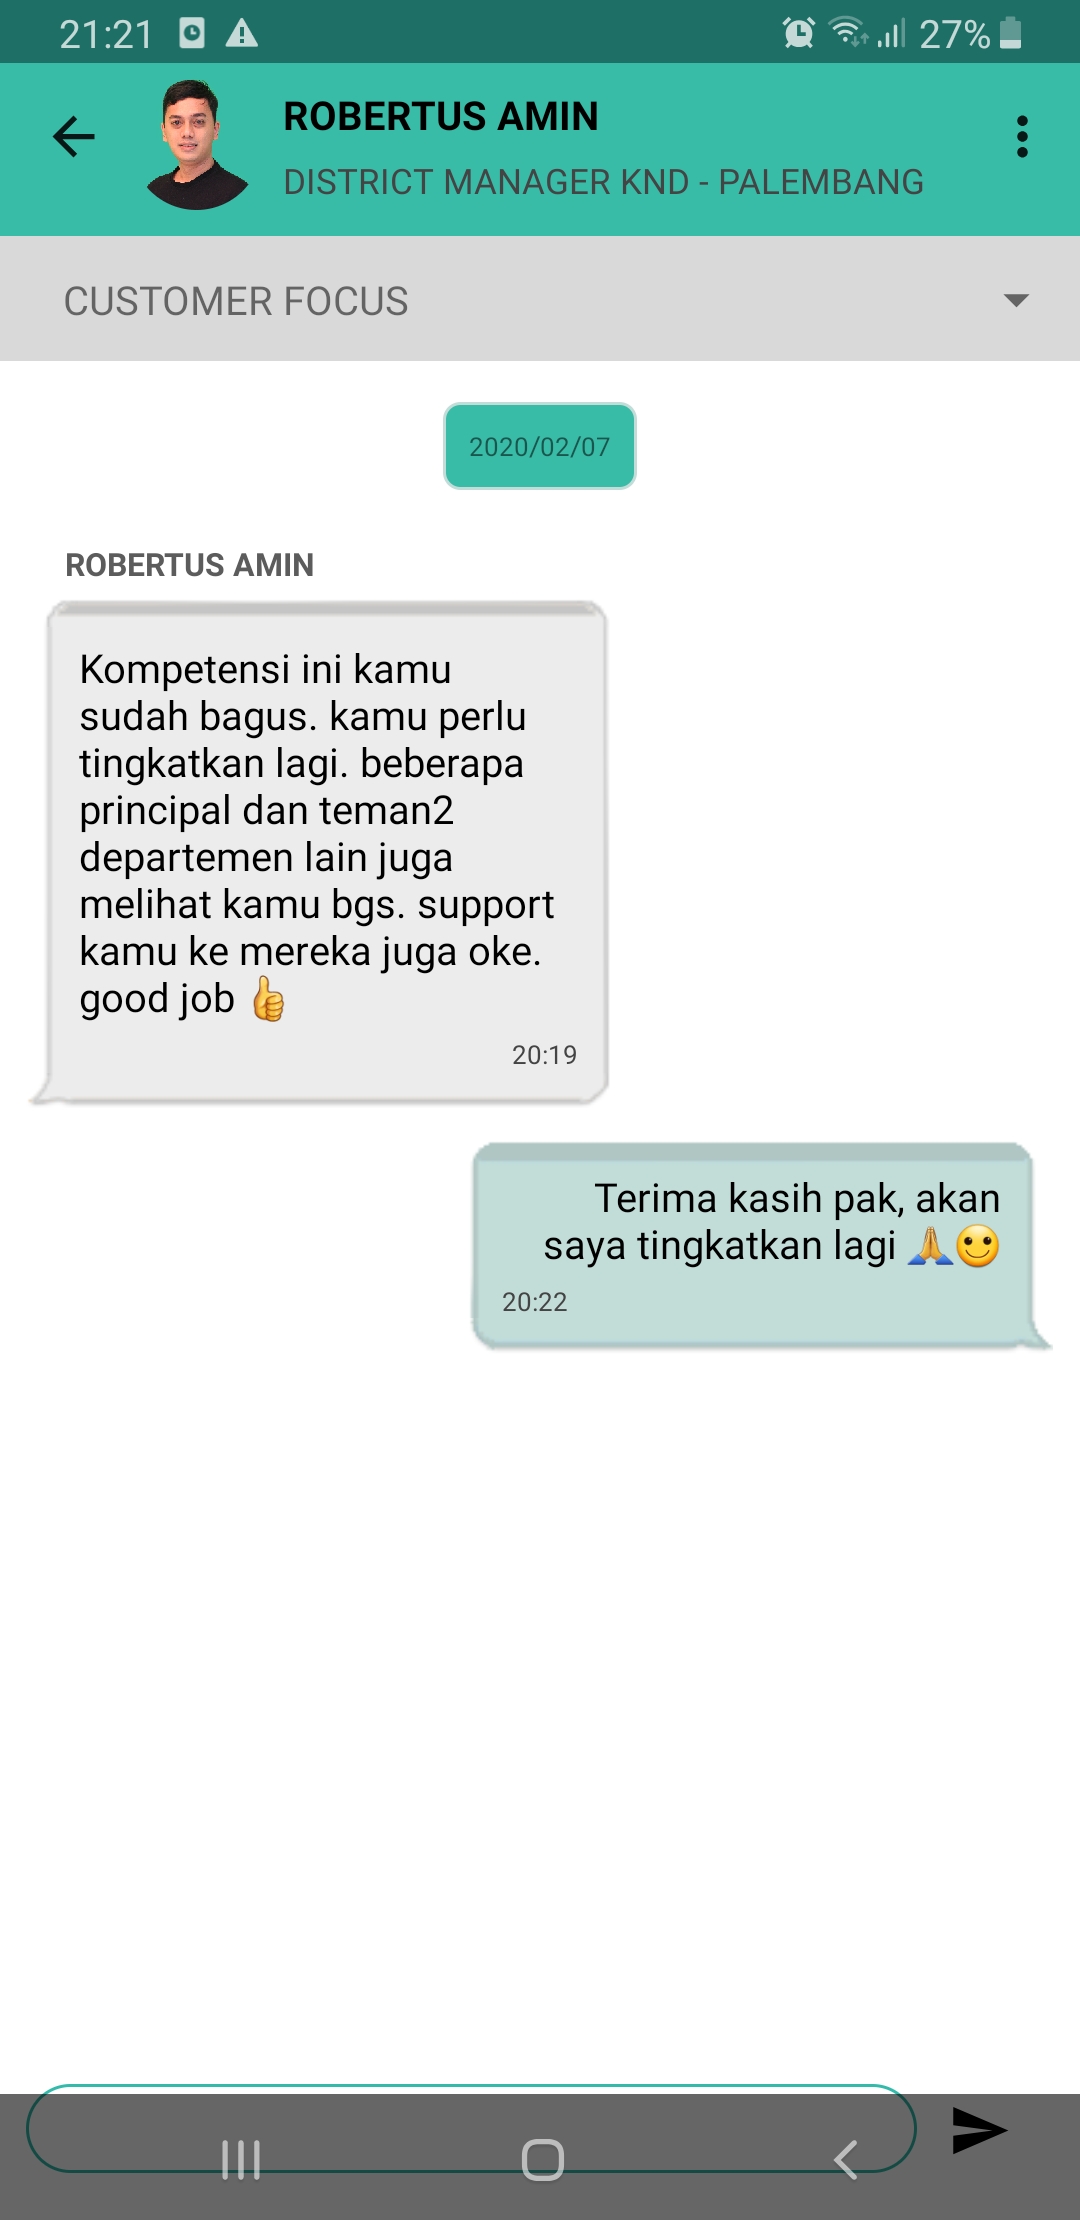 21:21
27%
ROBERTUS AMIN
DISTRICT MANAGER KND - PALEMBANG
CUSTOMER FOCUS
2020/02/07
ROBERTUS AMIN
Kompetensi ini kamu
sudah bagus. kamu perlu
tingkatkan lagi. beberapa
principal dan teman2
departemen lain juga
melihat kamu bgs. support
kamu ke mereka juga oke.
good job 👍
20:19
Terima kasih pak, akan
saya tingkatkan lagi 🙏🙂
20:22